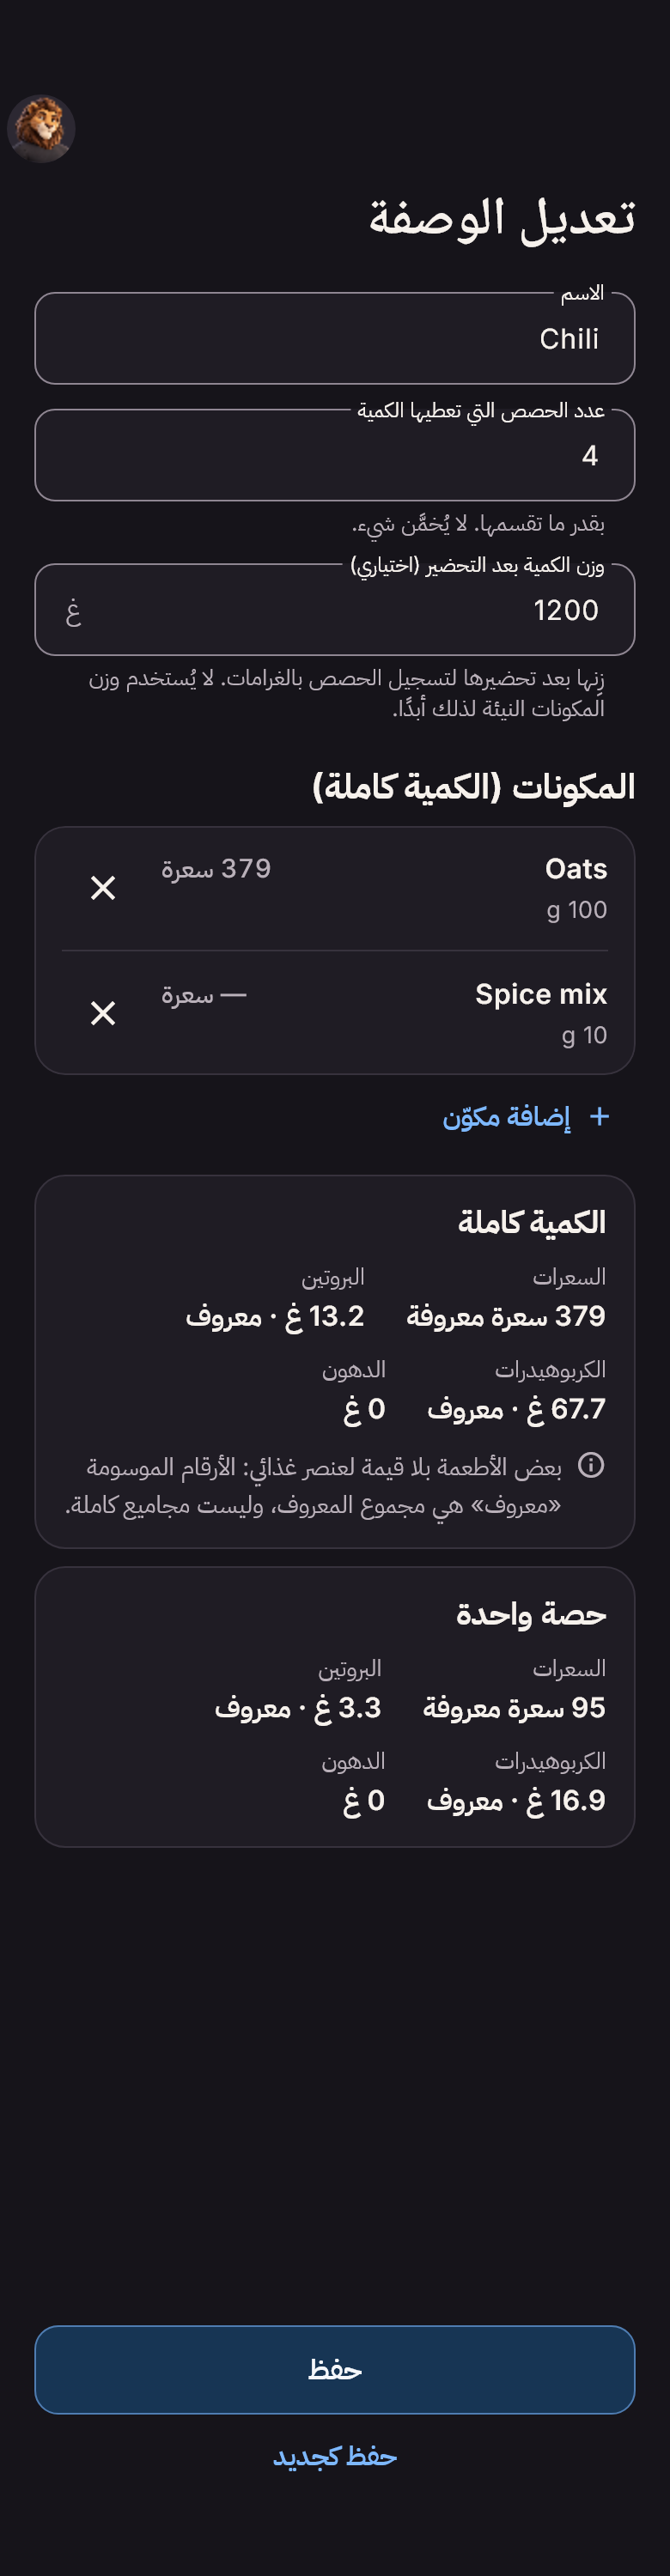 تعديل الوصفة
الاسم
Chili
عدد الحصص التي تعطيها الكمية
4
بقدر ما تقسمها. لا يُخمَّن شيء.
وزن الكمية بعد التحضير (اختياري)
1200 غ
زِنها بعد تحضيرها لتسجيل الحصص بالغرامات. لا يُستخدم وزن
المكونات النيئة لذلك أبدًا.
المكونات (الكمية كاملة)
Oats 379 سعرة
100 g
Spice mix — سعرة
10 g
+ إضافة مكوّن
الكمية كاملة
السعرات البروتين
379 سعرة معروفة 13.2 غ · معروف
الكربوهيدرات الدهون
67.7 غ · معروف 0 غ
بعض الأطعمة بلا قيمة لعنصر غذائي: الأرقام الموسومة
«معروف» هي مجموع المعروف، وليست مجاميع كاملة.
حصة واحدة
السعرات البروتين
95 سعرة معروفة 3.3 غ · معروف
الكربوهيدرات الدهون
16.9 غ · معروف 0 غ
حفظ
حفظ كجديد